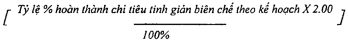 [ Tỷ lệ % hoàn thành chỉ tiêu tinh giản biên chế theo kế hoạch X 2.00 ]
100%